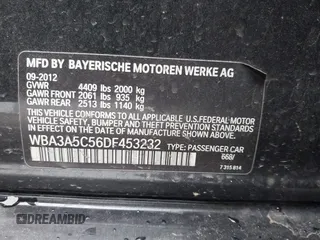 MFD BY BAYERISCHE MOTOREN WERKE AG
09-2012
GVWR 4409 lbs 2000 kg
GAWR FRONT 2061 lbs 935 kg
GAWR REAR 2513 lbs 1140 kg
THIS VEHICLE CONFORMS TO ALL APPLICABLE U.S. FEDERAL MOTOR
VEHICLE SAFETY, BUMPER, AND THEFT PREVENTION STANDARDS IN
EFFECT ON THE DATE OF MANUFACTURE SHOWN ABOVE.
WBA3A5C56DF453232 TYPE: PASSENGER CAR
668/
7 315 814
DREAMBID